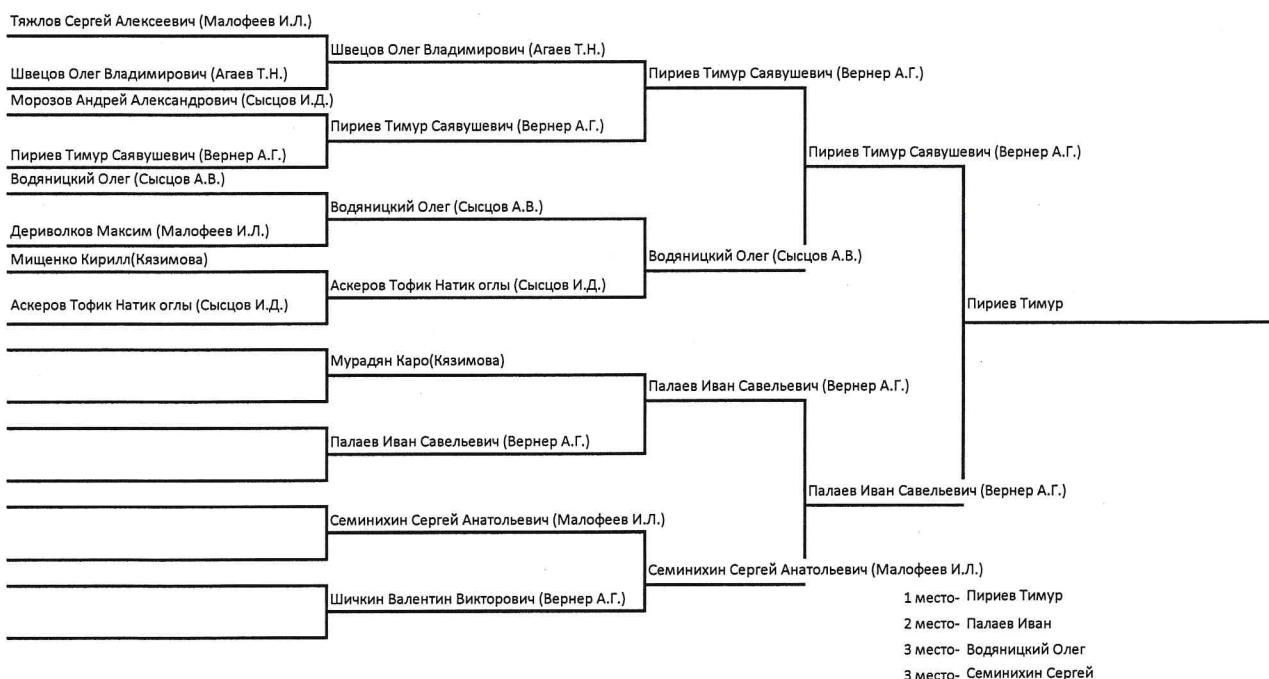 Тяжлов Сергей Алексеевич (Малофеев И.Л.)
Швецов Олег Владимирович (Агаев Т.Н.)
Швецов Олег Владимирович (Агаев Т.Н.)
Пириев Тимур Саявушевич (Вернер А.Г.)
Морозов Андрей Александрович (Сысцов И.Д.)
Пириев Тимур Саявушевич (Вернер А.Г.)
Пириев Тимур Саявушевич (Вернер А.Г.)
Пириев Тимур Саявушевич (Вернер А.Г.)
Водяницкий Олег (Сысцов А.В.)
Водяницкий Олег (Сысцов А.В.)
Дериволков Максим (Малофеев И.Л.)
Мищенко Кирилл(Кязимова)
Водяницкий Олег (Сысцов А.В.)
Аскеров Тофик Натик оглы (Сысцов И.Д.)
Аскеров Тофик Натик оглы (Сысцов И.Д.)
Пириев Тимур
Мурадян Каро(Кязимова)
Палаев Иван Савельевич (Вернер А.Г.)
Палаев Иван Савельевич (Вернер А.Г.)
Палаев Иван Савельевич (Вернер А.Г.)
Семинихин Сергей Анатольевич (Малофеев И.Л.)
Семинихин Сергей Анатольевич (Малофеев И.Л.)
Шичкин Валентин Викторович (Вернер А.Г.)
1 место- Пириев Тимур
2 место- Палаев Иван
3 место- Водяницкий Олег
3 место- Семинихин Сергей